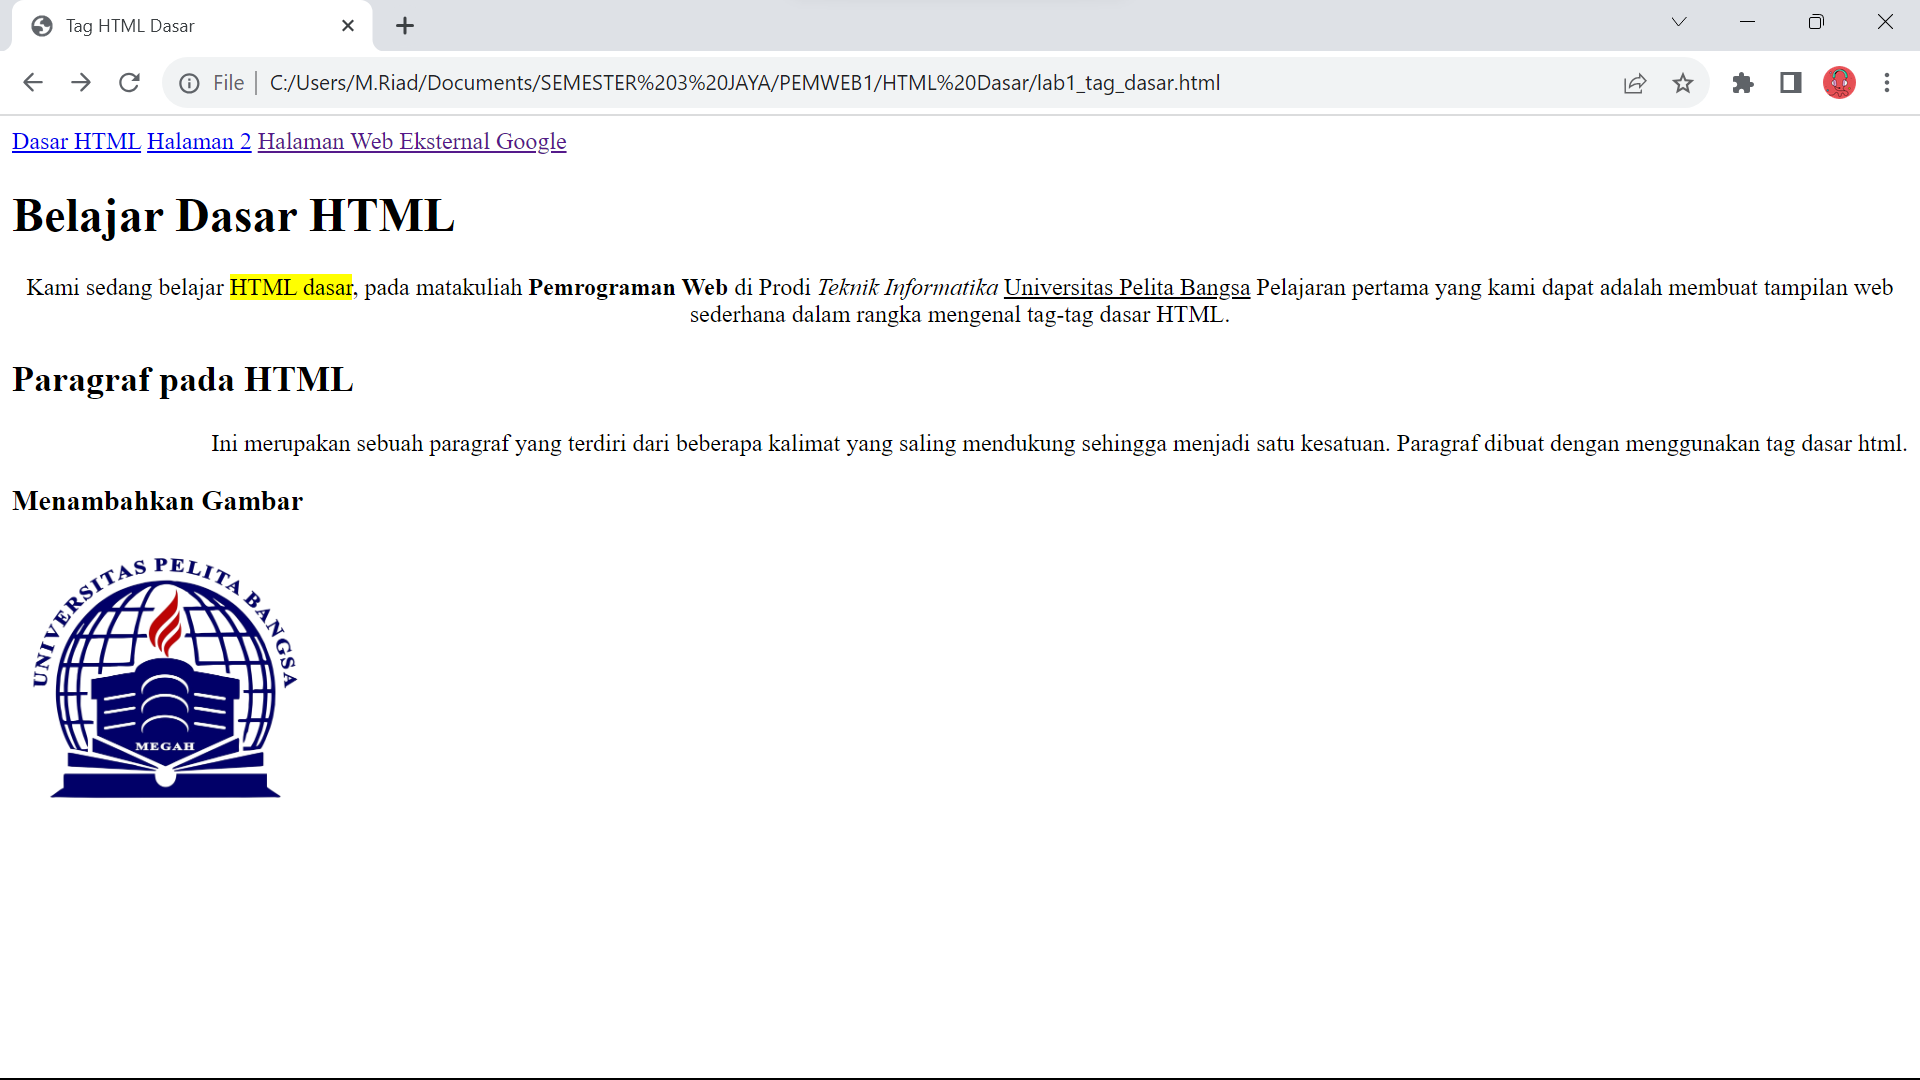 Tag HTML Dasar
File C:/Users/M.Riad/Documents/SEMESTER%203%20JAYA/PEMWEB1/HTML%20Dasar/lab1_tag_dasar.html
Dasar HTML Halaman 2 Halaman Web Eksternal Google
Belajar Dasar HTML
Kami sedang belajar HTML dasar, pada matakuliah Pemrograman Web di Prodi Teknik Informatika Universitas Pelita Bangsa Pelajaran pertama yang kami dapat adalah membuat tampilan web
sederhana dalam rangka mengenal tag-tag dasar HTML.
Paragraf pada HTML
Ini merupakan sebuah paragraf yang terdiri dari beberapa kalimat yang saling mendukung sehingga menjadi satu kesatuan. Paragraf dibuat dengan menggunakan tag dasar html.
Menambahkan Gambar
UNIVERSITAS PELITA BANGSA
MEGAH